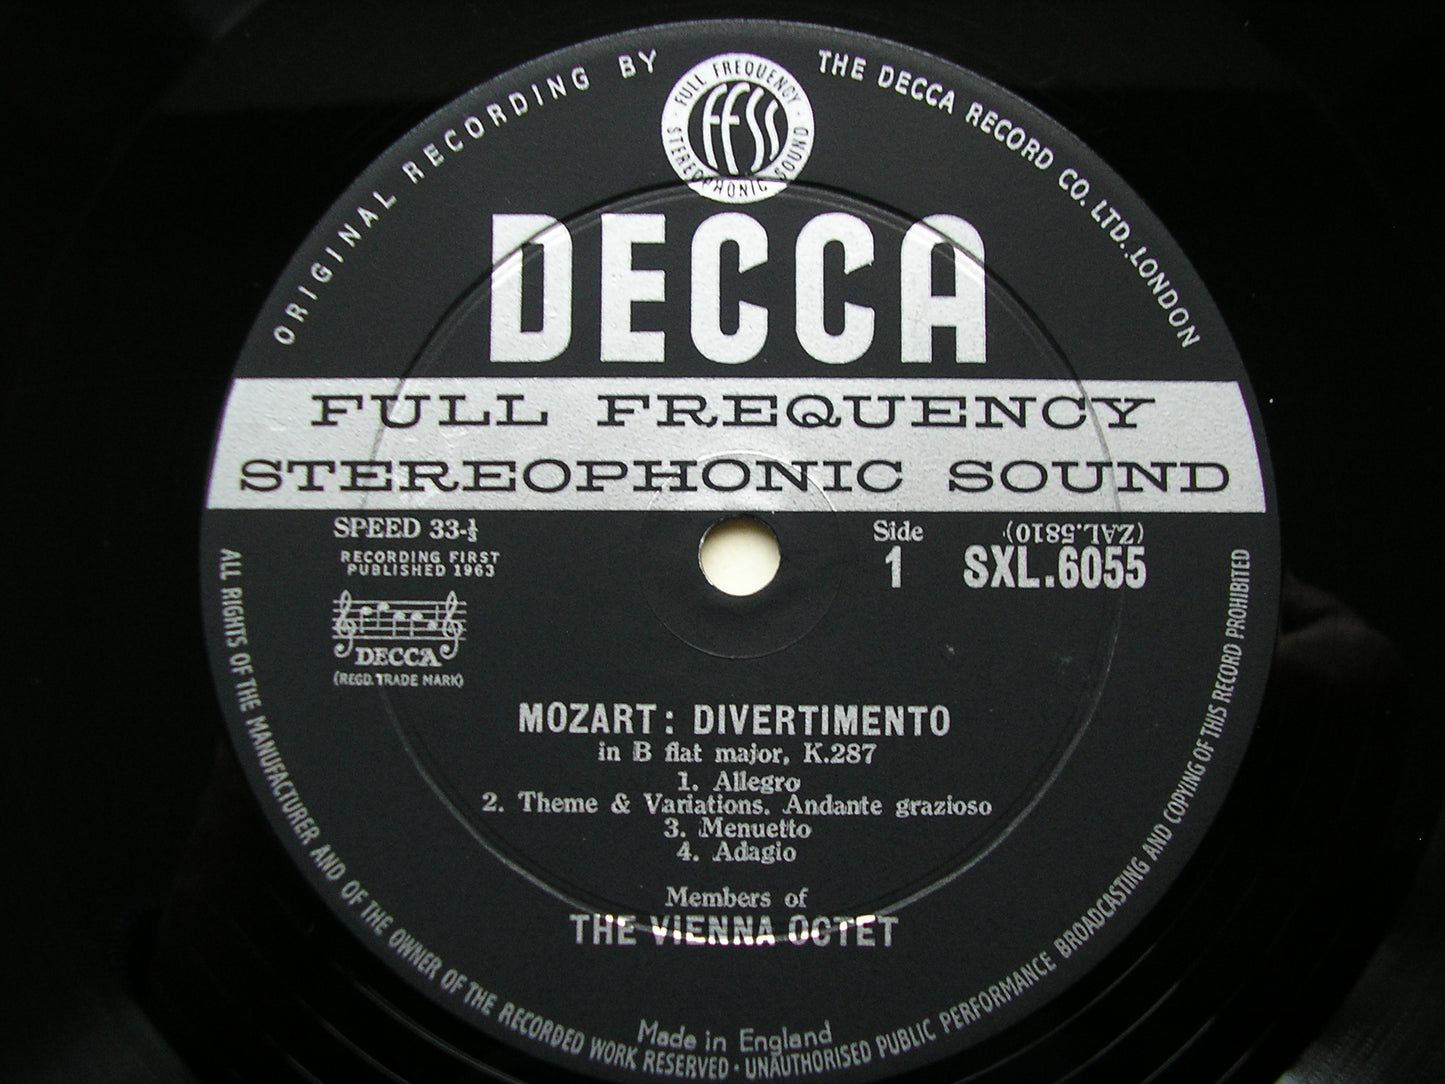 ORIGINAL RECORDING BY THE DECCA RECORD CO. LTD., LONDON
FULL FREQUENCY
ffss
STEREOPHONIC SOUND
DECCA
FULL FREQUENCY
STEREOPHONIC SOUND
SPEED 33-⅓
RECORDING FIRST
PUBLISHED 1963
DECCA
(REGD. TRADE MARK)
Side
1
(ZAL.5810)
SXL.6055
MOZART: DIVERTIMENTO
in B flat major, K.287
1. Allegro
2. Theme & Variations. Andante grazioso
3. Menuetto
4. Adagio
Members of
THE VIENNA OCTET
Made in England
ALL RIGHTS OF THE MANUFACTURER AND OF THE OWNER OF THE RECORDED WORK RESERVED · UNAUTHORISED PUBLIC PERFORMANCE BROADCASTING AND COPYING OF THIS RECORD PROHIBITED